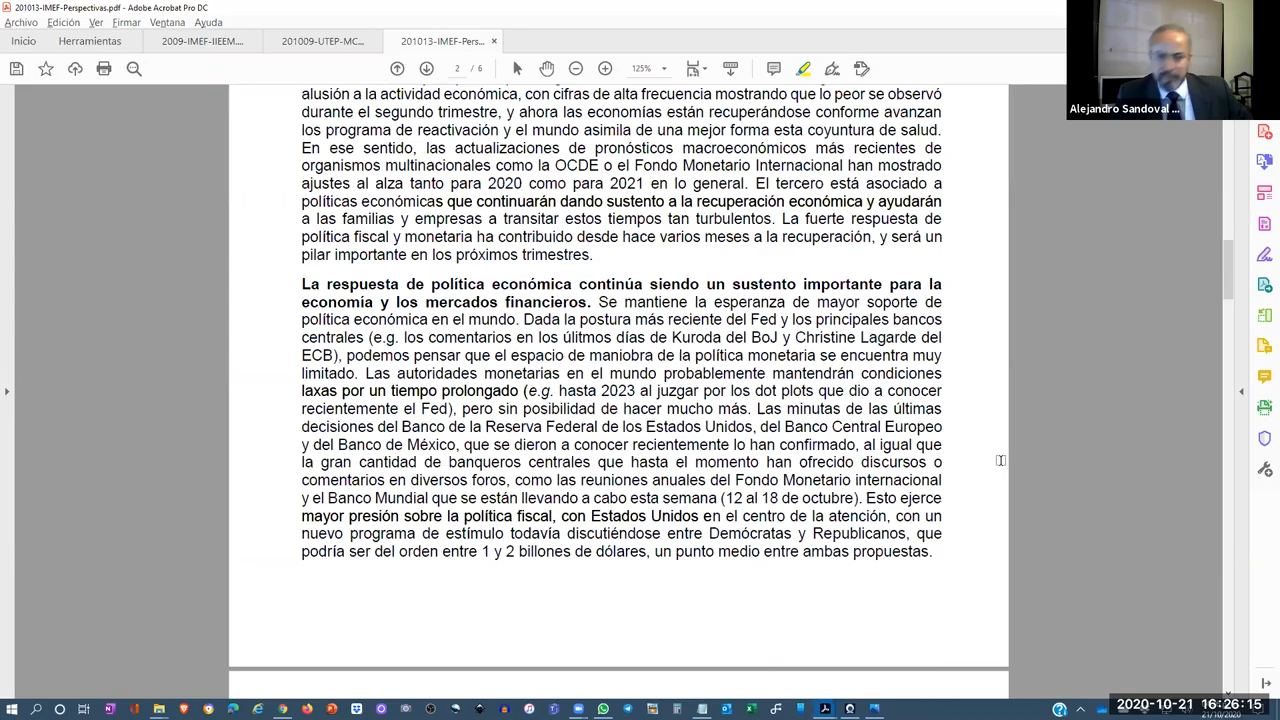 201013-IMEF-Perspectivas.pdf - Adobe Acrobat Pro DC
Archivo Edición Ver Firmar Ventana Ayuda
Inicio Herramientas 2009-IMEF-IIEEM... 201009-UTEP-MC... 201013-IMEF-Pers... ×
2 / 6 125%
Alejandro Sandoval ...
alusión a la actividad económica, con cifras de alta frecuencia mostrando que lo peor se observó
durante el segundo trimestre, y ahora las economías están recuperándose conforme avanzan
los programa de reactivación y el mundo asimila de una mejor forma esta coyuntura de salud.
En ese sentido, las actualizaciones de pronósticos macroeconómicos más recientes de
organismos multinacionales como la OCDE o el Fondo Monetario Internacional han mostrado
ajustes al alza tanto para 2020 como para 2021 en lo general. El tercero está asociado a
políticas económicas que continuarán dando sustento a la recuperación económica y ayudarán
a las familias y empresas a transitar estos tiempos tan turbulentos. La fuerte respuesta de
política fiscal y monetaria ha contribuido desde hace varios meses a la recuperación, y será un
pilar importante en los próximos trimestres.
La respuesta de política económica continúa siendo un sustento importante para la
economía y los mercados financieros. Se mantiene la esperanza de mayor soporte de
política económica en el mundo. Dada la postura más reciente del Fed y los principales bancos
centrales (e.g. los comentarios en los úlitmos días de Kuroda del BoJ y Christine Lagarde del
ECB), podemos pensar que el espacio de maniobra de la política monetaria se encuentra muy
limitado. Las autoridades monetarias en el mundo probablemente mantendrán condiciones
laxas por un tiempo prolongado (e.g. hasta 2023 al juzgar por los dot plots que dio a conocer
recientemente el Fed), pero sin posibilidad de hacer mucho más. Las minutas de las últimas
decisiones del Banco de la Reserva Federal de los Estados Unidos, del Banco Central Europeo
y del Banco de México, que se dieron a conocer recientemente lo han confirmado, al igual que
la gran cantidad de banqueros centrales que hasta el momento han ofrecido discursos o
comentarios en diversos foros, como las reuniones anuales del Fondo Monetario internacional
y el Banco Mundial que se están llevando a cabo esta semana (12 al 18 de octubre). Esto ejerce
mayor presión sobre la política fiscal, con Estados Unidos en el centro de la atención, con un
nuevo programa de estímulo todavía discutiéndose entre Demócratas y Republicanos, que
podría ser del orden entre 1 y 2 billones de dólares, un punto medio entre ambas propuestas.
2020-10-21 16:26:15
21/10/2020